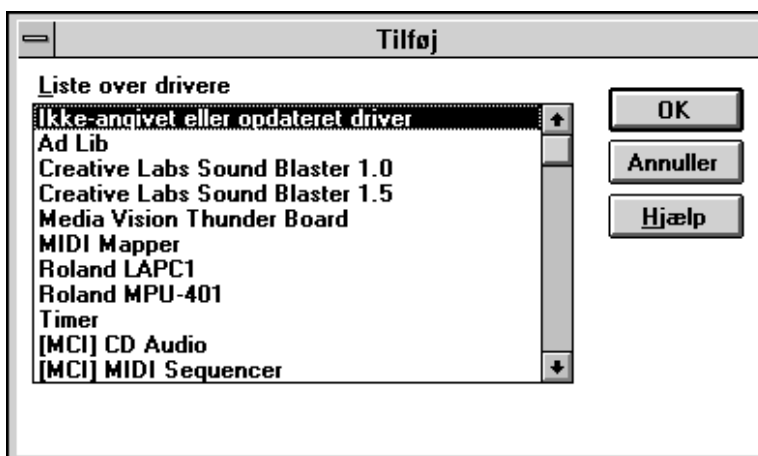 Tilføj
Liste over drivere
Ikke-angivet eller opdateret driver
Ad Lib
Creative Labs Sound Blaster 1.0
Creative Labs Sound Blaster 1.5
Media Vision Thunder Board
MIDI Mapper
Roland LAPC1
Roland MPU-401
Timer
[MCI] CD Audio
[MCI] MIDI Sequencer
OK
Annuller
Hjælp